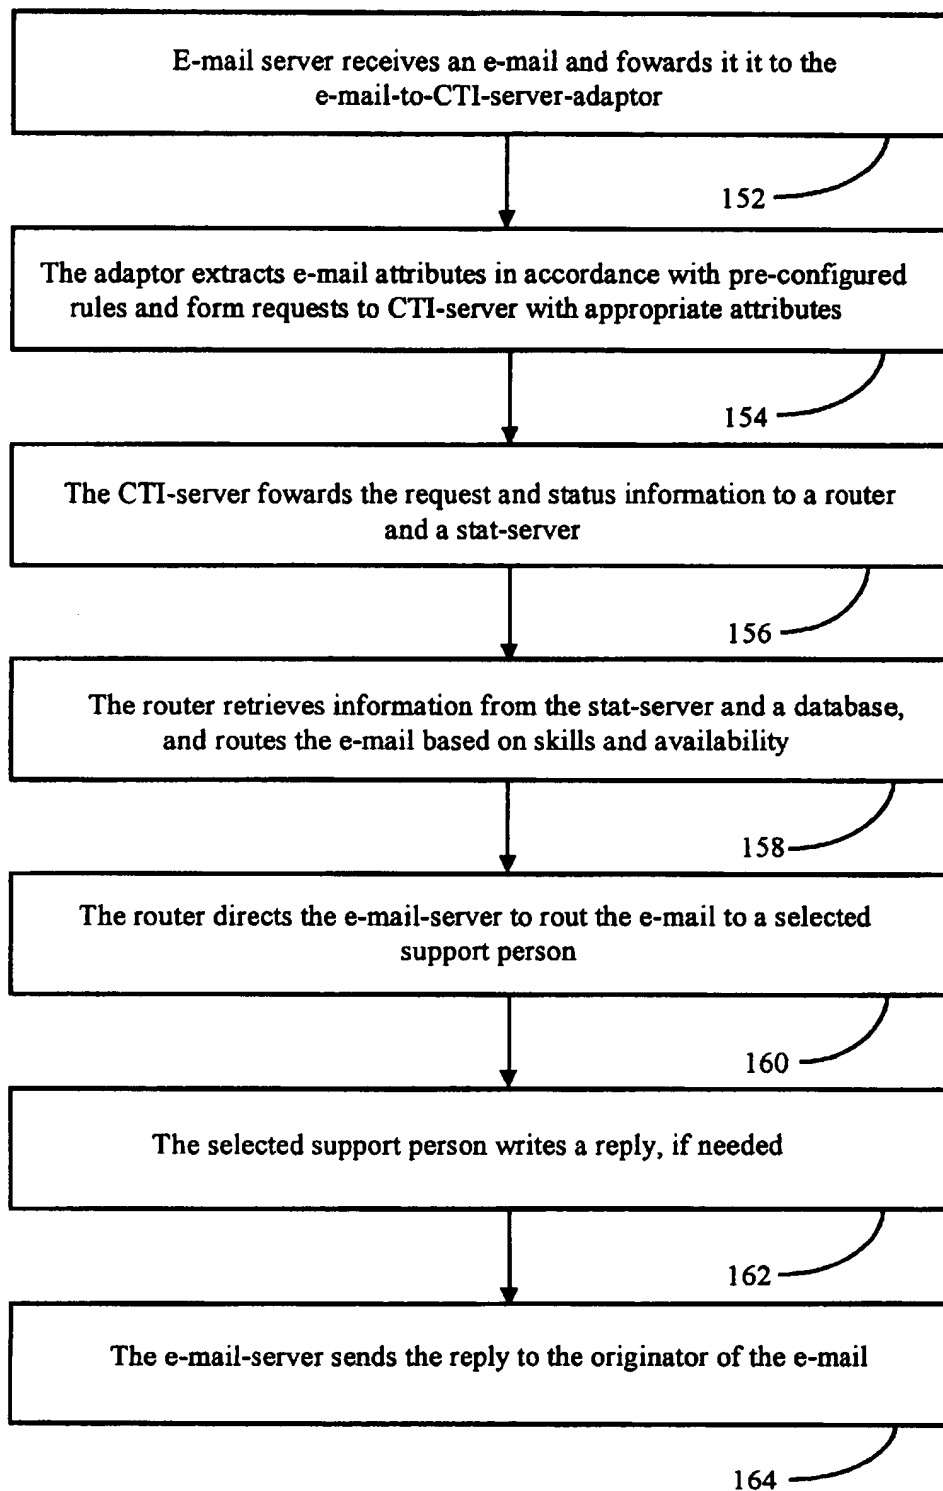 E-mail server receives an e-mail and fowards it it to the
e-mail-to-CTI-server-adaptor
152
The adaptor extracts e-mail attributes in accordance with pre-configured
rules and form requests to CTI-server with appropriate attributes
154
The CTI-server fowards the request and status information to a router
and a stat-server
156
The router retrieves information from the stat-server and a database,
and routes the e-mail based on skills and availability
158
The router directs the e-mail-server to rout the e-mail to a selected
support person
160
The selected support person writes a reply, if needed
162
The e-mail-server sends the reply to the originator of the e-mail
164